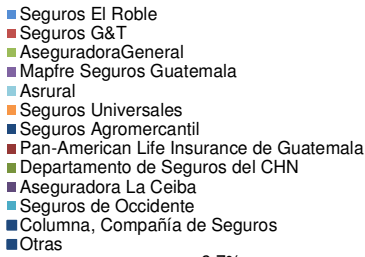 Seguros El Roble
Seguros G&T
AseguradoraGeneral
Mapfre Seguros Guatemala
Asrural
Seguros Universales
Seguros Agromercantil
Pan-American Life Insurance de Guatemala
Departamento de Seguros del CHN
Aseguradora La Ceiba
Seguros de Occidente
Columna, Compañía de Seguros
Otras